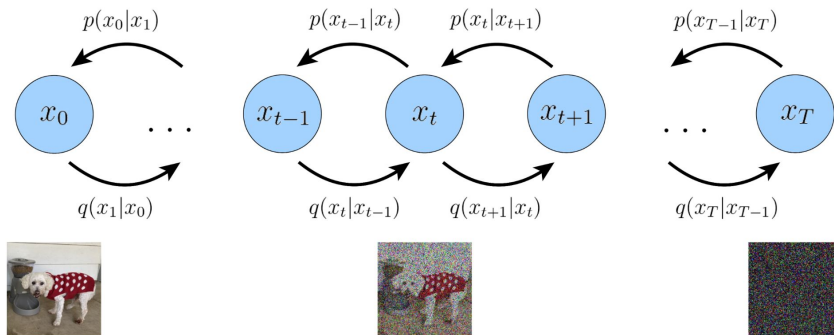 p(x_0|x_1) p(x_{t−1}|x_t) p(x_t|x_{t+1}) p(x_{T−1}|x_T)
x_0 ... x_{t−1} x_t x_{t+1} ... x_T
q(x_1|x_0) q(x_t|x_{t−1}) q(x_{t+1}|x_t) q(x_T|x_{T−1})